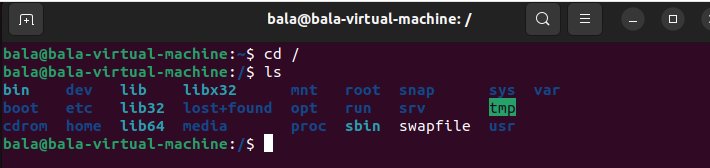 bala@bala-virtual-machine: /
bala@bala-virtual-machine:~$ cd /
bala@bala-virtual-machine:/$ ls
bin dev lib libx32 mnt root snap sys var
boot etc lib32 lost+found opt run srv tmp
cdrom home lib64 media proc sbin swapfile usr
bala@bala-virtual-machine:/$